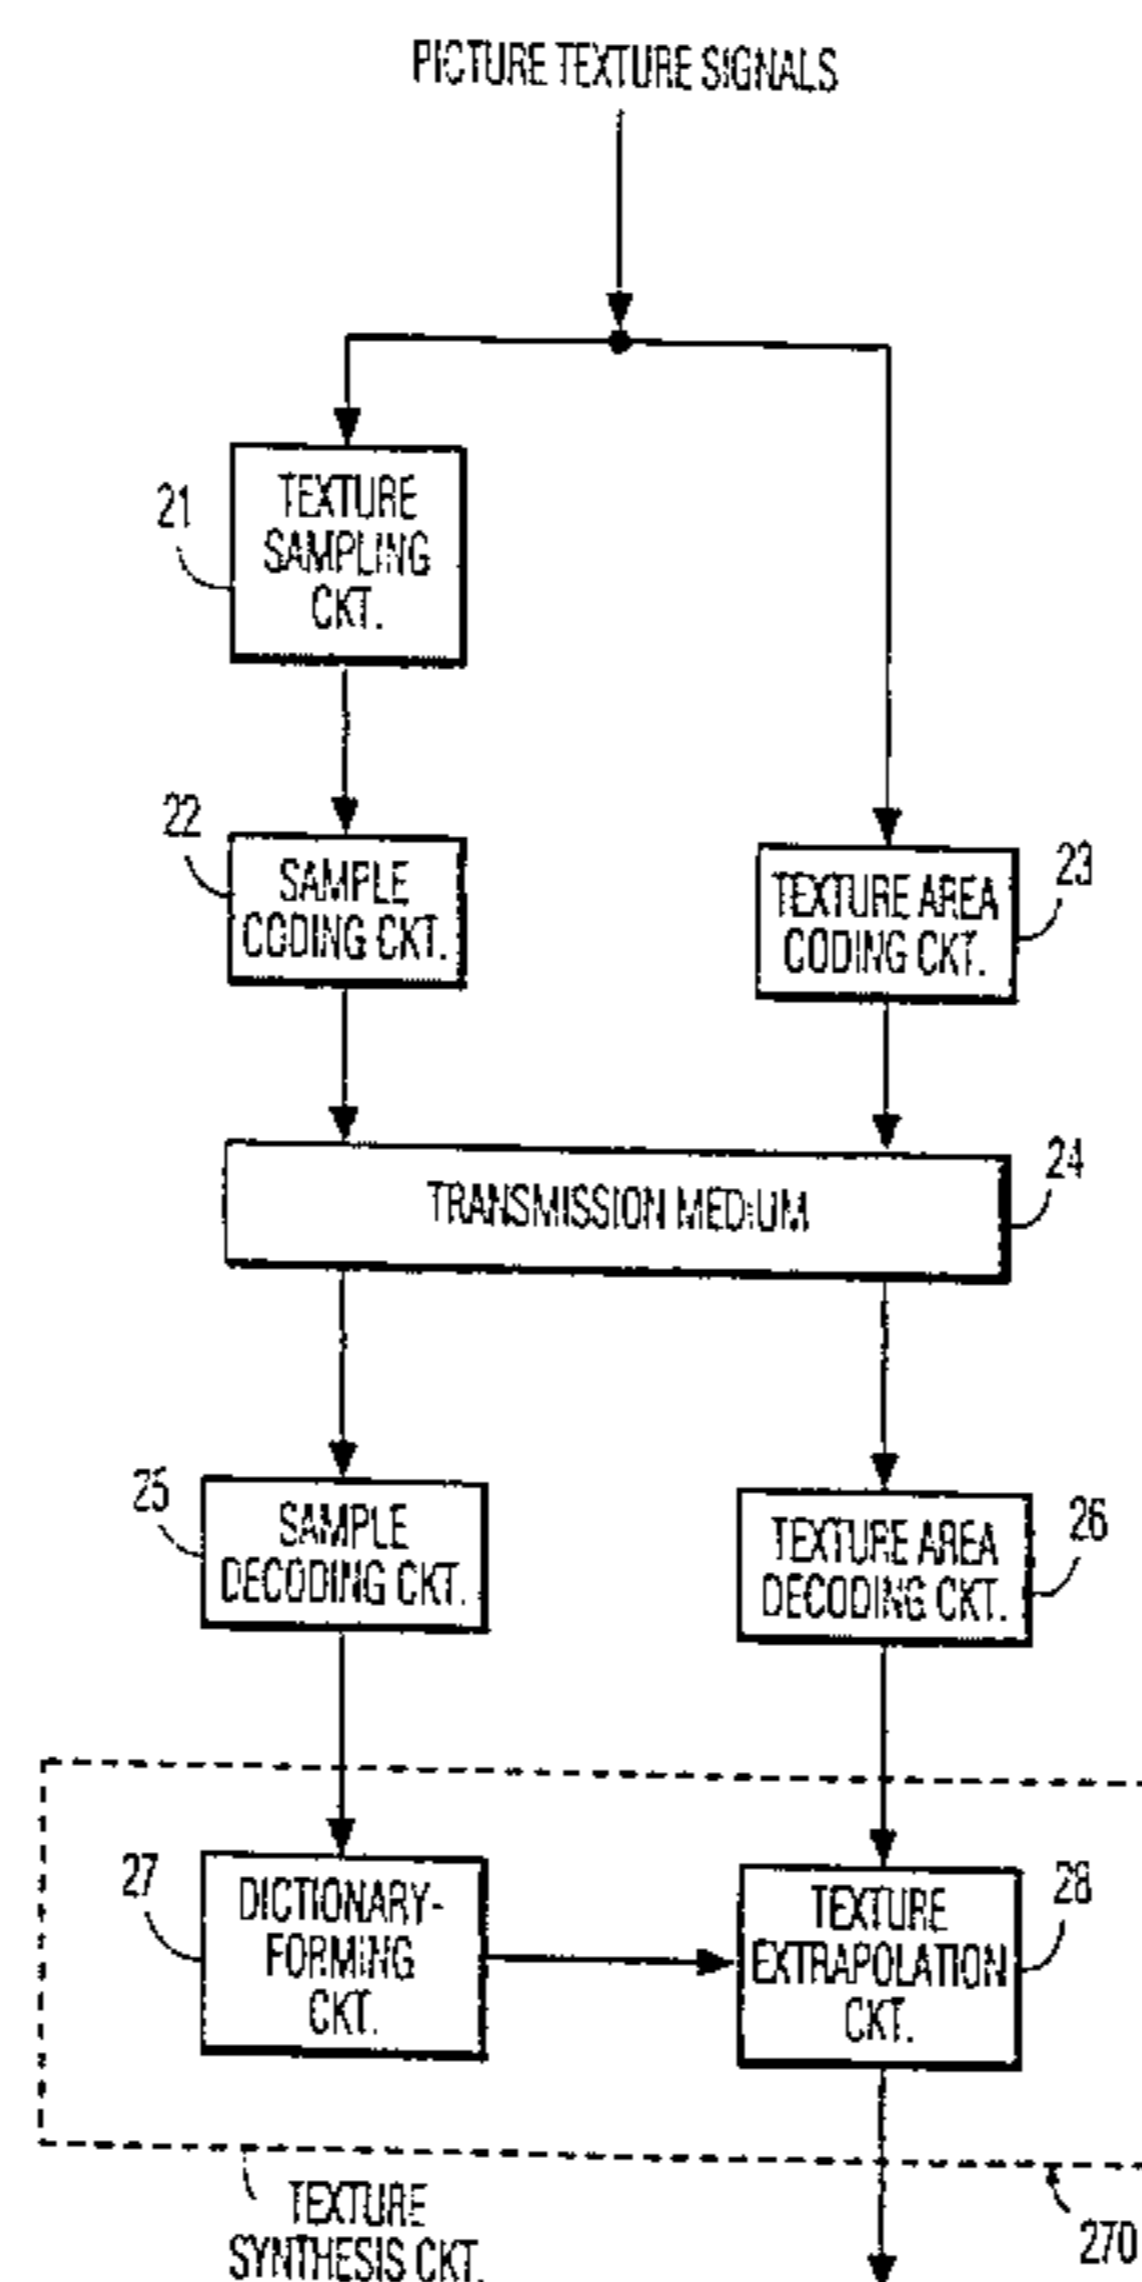 PICTURE TEXTURE SIGNALS
21
TEXTURE
SAMPLING
CKT.
22
SAMPLE
CODING CKT.
TEXTURE AREA
CODING CKT.
23
TRANSMISSION MEDIUM
24
25
SAMPLE
DECODING CKT.
TEXTURE AREA
DECODING CKT.
26
27
DICTIONARY-
FORMING
CKT.
TEXTURE
EXTRAPOLATION
CKT.
28
TEXTURE
SYNTHESIS CKT.
270